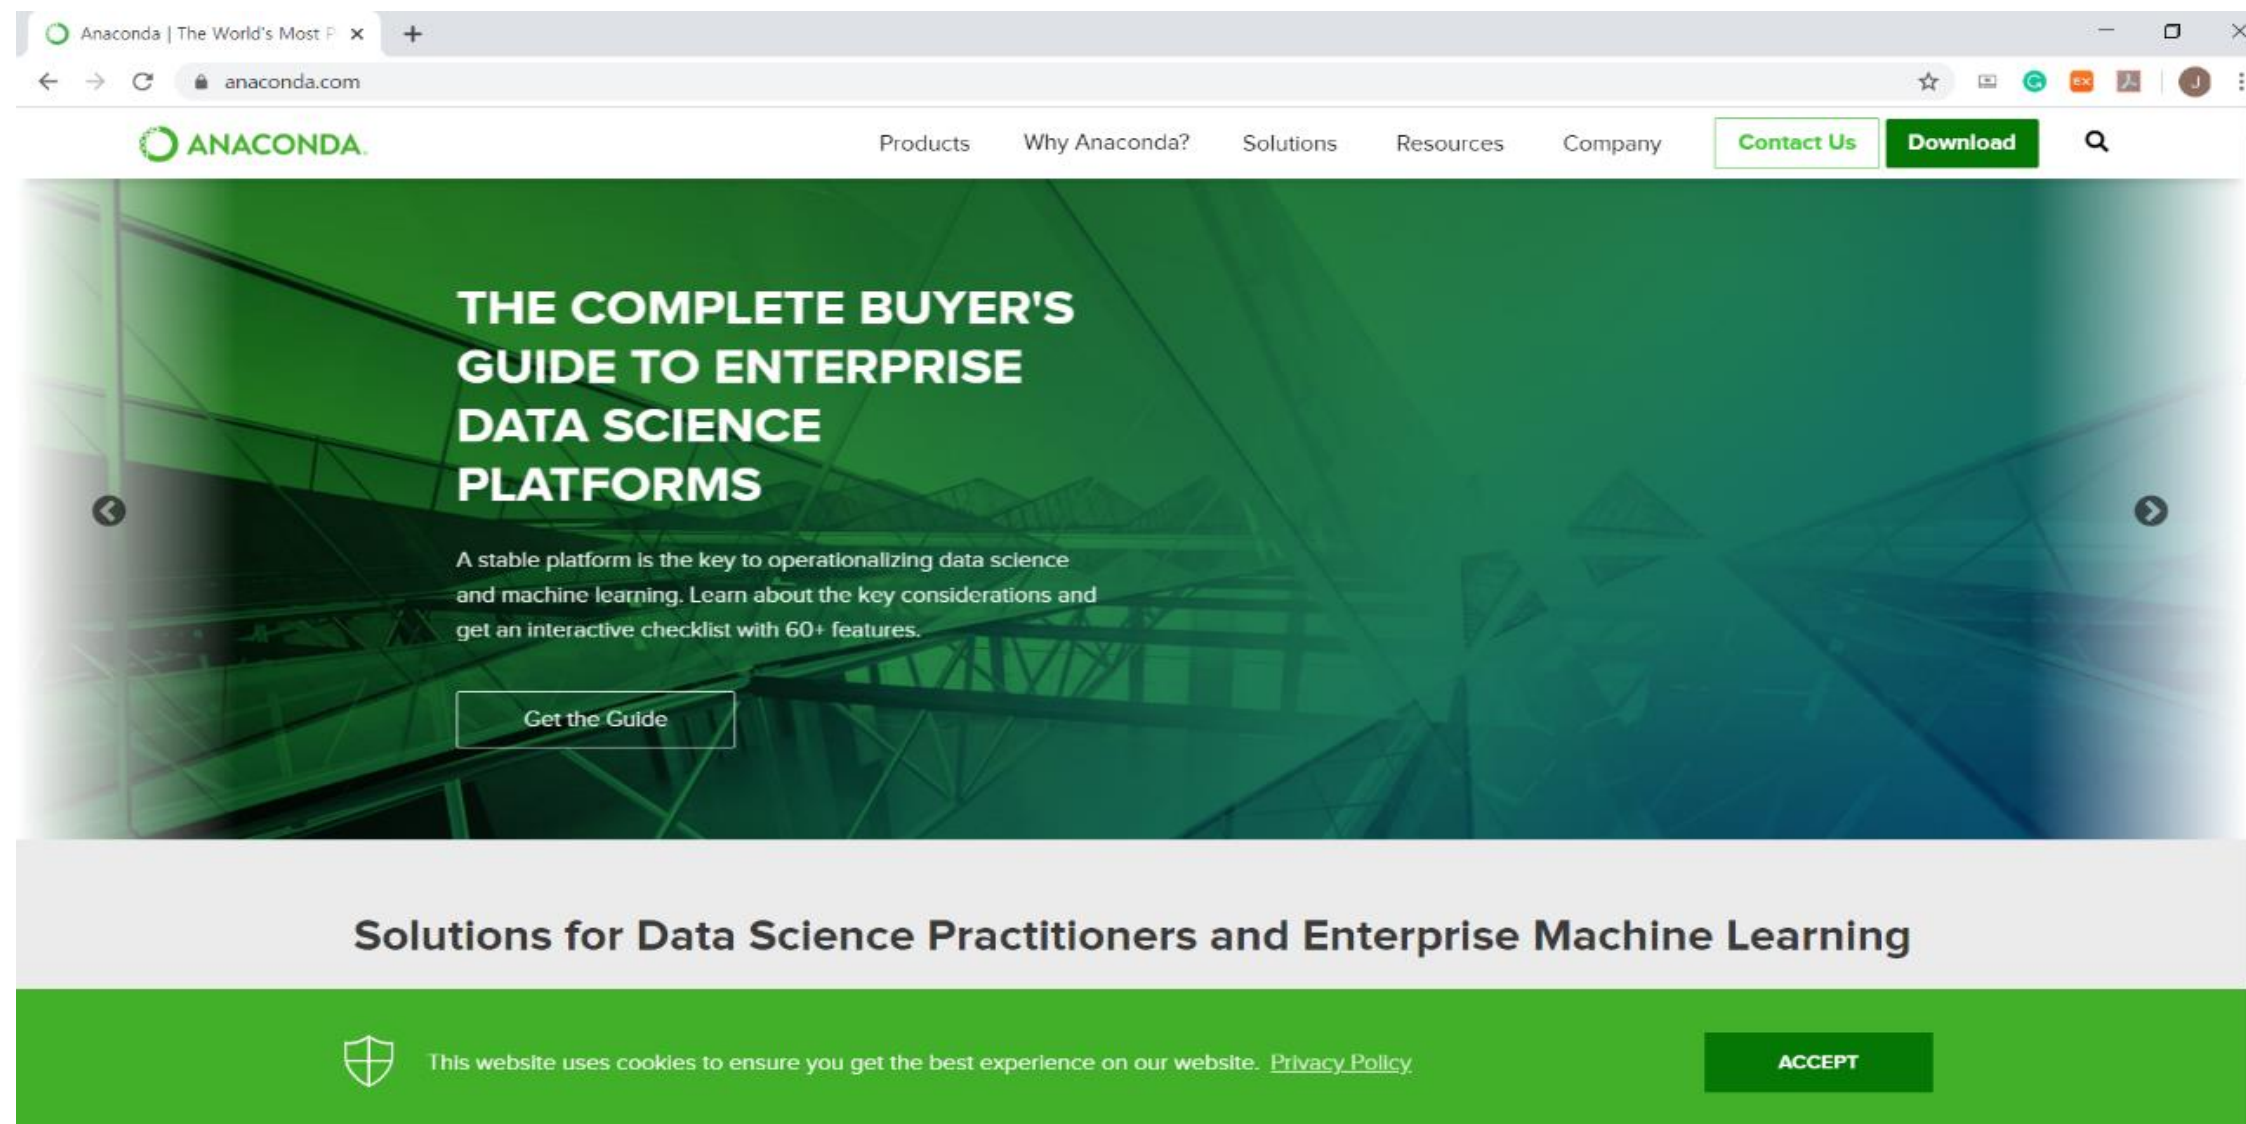 Anaconda | The World's Most P
anaconda.com
ANACONDA.
Products Why Anaconda? Solutions Resources Company Contact Us Download
THE COMPLETE BUYER'S
GUIDE TO ENTERPRISE
DATA SCIENCE
PLATFORMS
A stable platform is the key to operationalizing data science
and machine learning. Learn about the key considerations and
get an interactive checklist with 60+ features.
Get the Guide
Solutions for Data Science Practitioners and Enterprise Machine Learning
This website uses cookies to ensure you get the best experience on our website. Privacy Policy
ACCEPT
EX
J